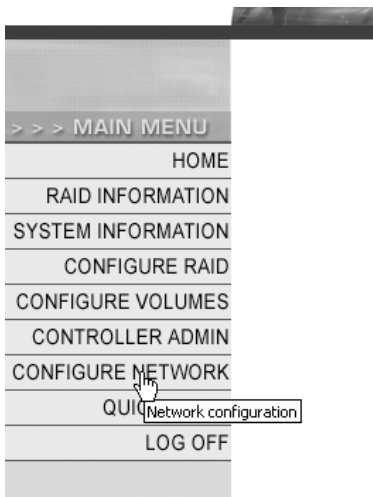 > > > MAIN MENU
HOME
RAID INFORMATION
SYSTEM INFORMATION
CONFIGURE RAID
CONFIGURE VOLUMES
CONTROLLER ADMIN
CONFIGURE NETWORK
Network configuration
LOG OFF